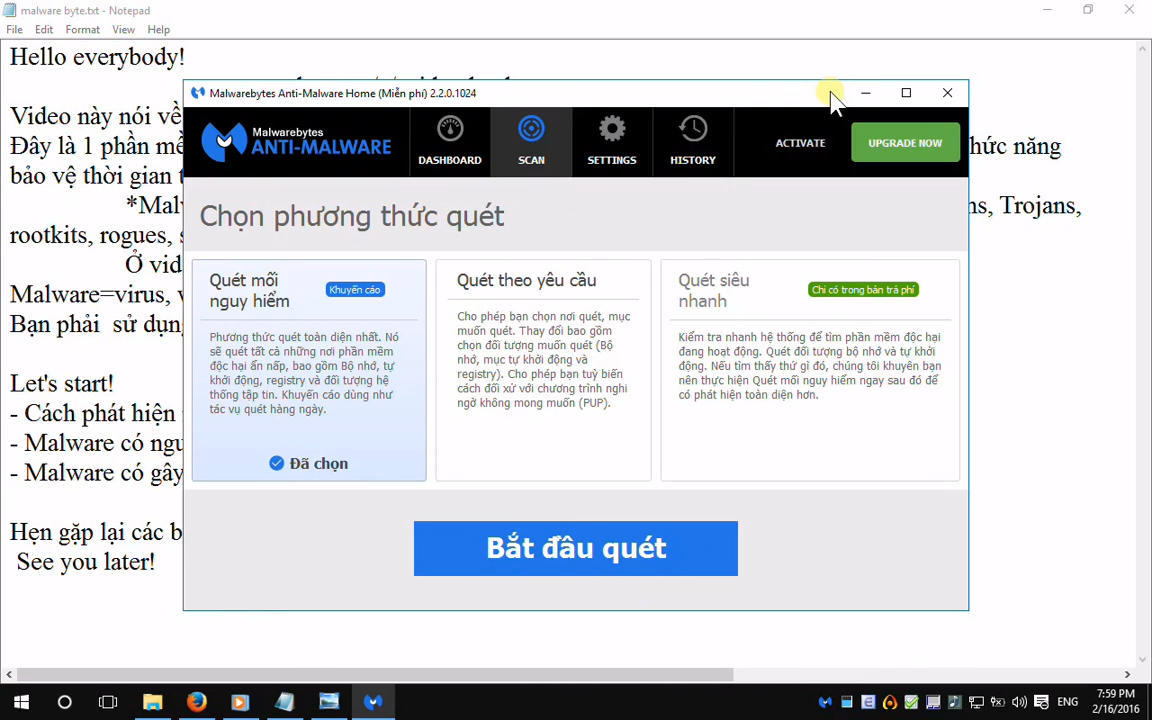 malware byte.txt - Notepad
File Edit Format View Help
Hello everybody!
Video này nói về
Đây là 1 phần mề
hức năng
bảo vệ thời gian t
*Malw
ns, Trojans,
rootkits, rogues, s
Ở vid
Malware=virus, w
Bạn phải sử dụng
Let's start!
- Cách phát hiện
- Malware có ngu
- Malware có gây
Hẹn gặp lại các b
See you later!
Malwarebytes Anti-Malware Home (Miễn phí) 2.2.0.1024
Malwarebytes
ANTI-MALWARE
DASHBOARD
SCAN
SETTINGS
HISTORY
ACTIVATE
UPGRADE NOW
Chọn phương thức quét
Quét mối
nguy hiểm
Khuyến cáo
Phương thức quét toàn diện nhất. Nó
sẽ quét tất cả những nơi phần mềm
độc hại ẩn nấp, bao gồm Bộ nhớ, tự
khởi động, registry và đối tượng hệ
thống tập tin. Khuyến cáo dùng như
tác vụ quét hàng ngày.
Đã chọn
Quét theo yêu cầu
Cho phép bạn chọn nơi quét, mục
muốn quét. Thay đổi bao gồm
chọn đối tượng muốn quét (Bộ
nhớ, mục tự khởi động và
registry). Cho phép bạn tuỳ biến
cách đối xử với chương trình nghi
ngờ không mong muốn (PUP).
Quét siêu
nhanh
Chỉ có trong bản trả phí
Kiểm tra nhanh hệ thống để tìm phần mềm độc hại
đang hoạt động. Quét đối tượng bộ nhớ và tự khởi
động. Nếu tìm thấy thứ gì đó, chúng tôi khuyên bạn
nên thực hiện Quét mối nguy hiểm ngay sau đó để
có phát hiện toàn diện hơn.
Bắt đâu quét
ENG
7:59 PM
2/16/2016